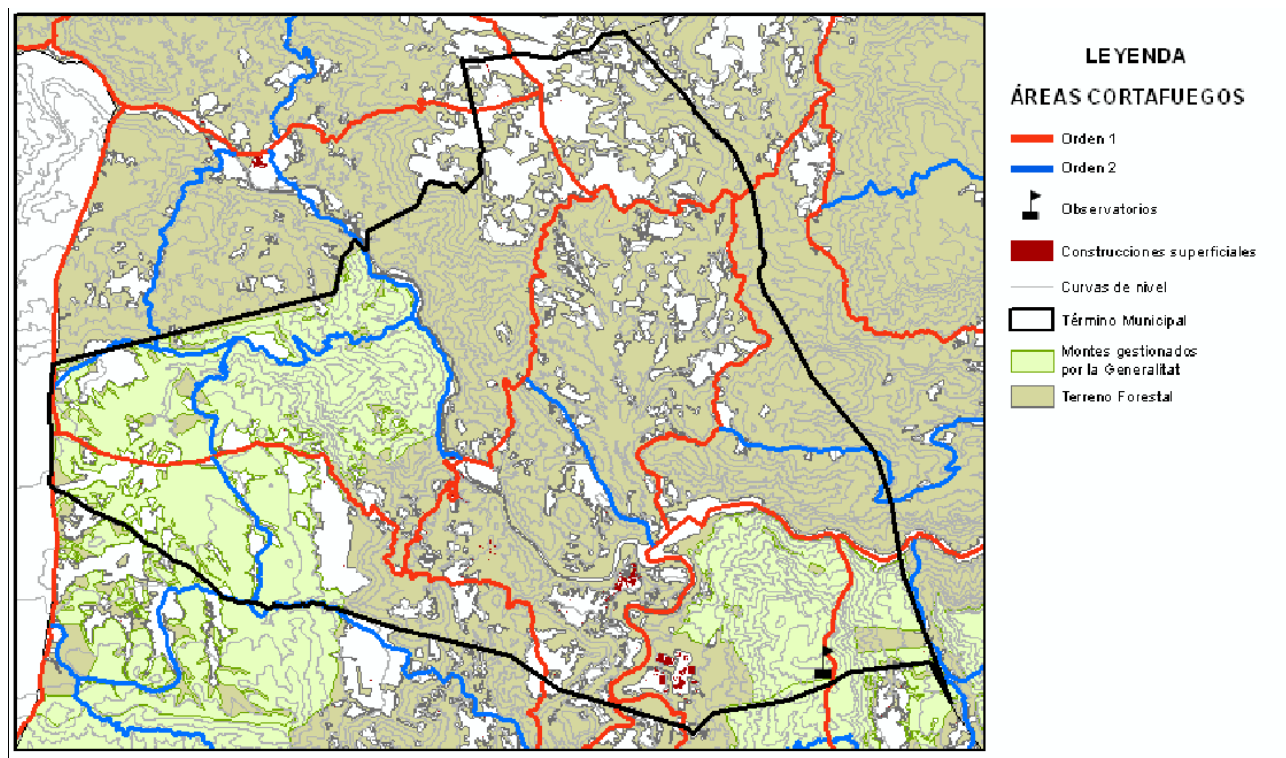 LEYENDA
ÁREAS CORTAFUEGOS
Orden 1
Orden 2
Observatorios
Construcciones superficiales
Curvas de nivel
Término Municipal
Montes gestionados
por la Generalitat
Terreno Forestal